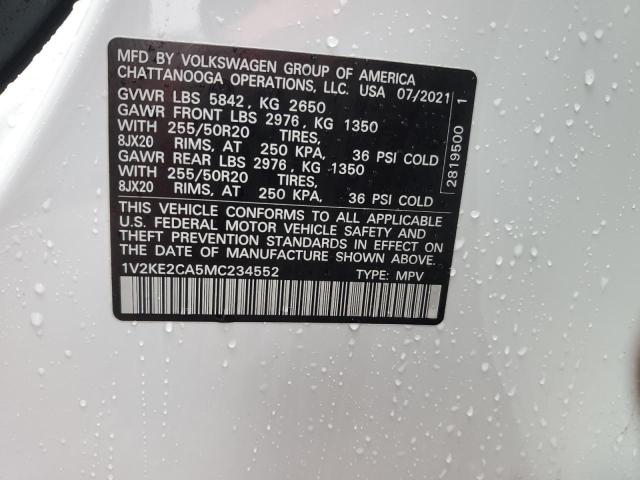 MFD BY VOLKSWAGEN GROUP OF AMERICA
CHATTANOOGA OPERATIONS, LLC. USA 07/2021
GVWR LBS 5842, KG 2650
GAWR FRONT LBS 2976, KG 1350
WITH 255/50R20 TIRES,
8JX20 RIMS, AT 250 KPA, 36 PSI COLD
GAWR REAR LBS 2976, KG 1350
WITH 255/50R20 TIRES,
8JX20 RIMS, AT 250 KPA, 36 PSI COLD
THIS VEHICLE CONFORMS TO ALL APPLICABLE
U.S. FEDERAL MOTOR VEHICLE SAFETY AND
THEFT PREVENTION STANDARDS IN EFFECT ON
THE DATE OF MANUFACTURE SHOWN ABOVE.
1V2KE2CA5MC234552 TYPE: MPV
2819500 1